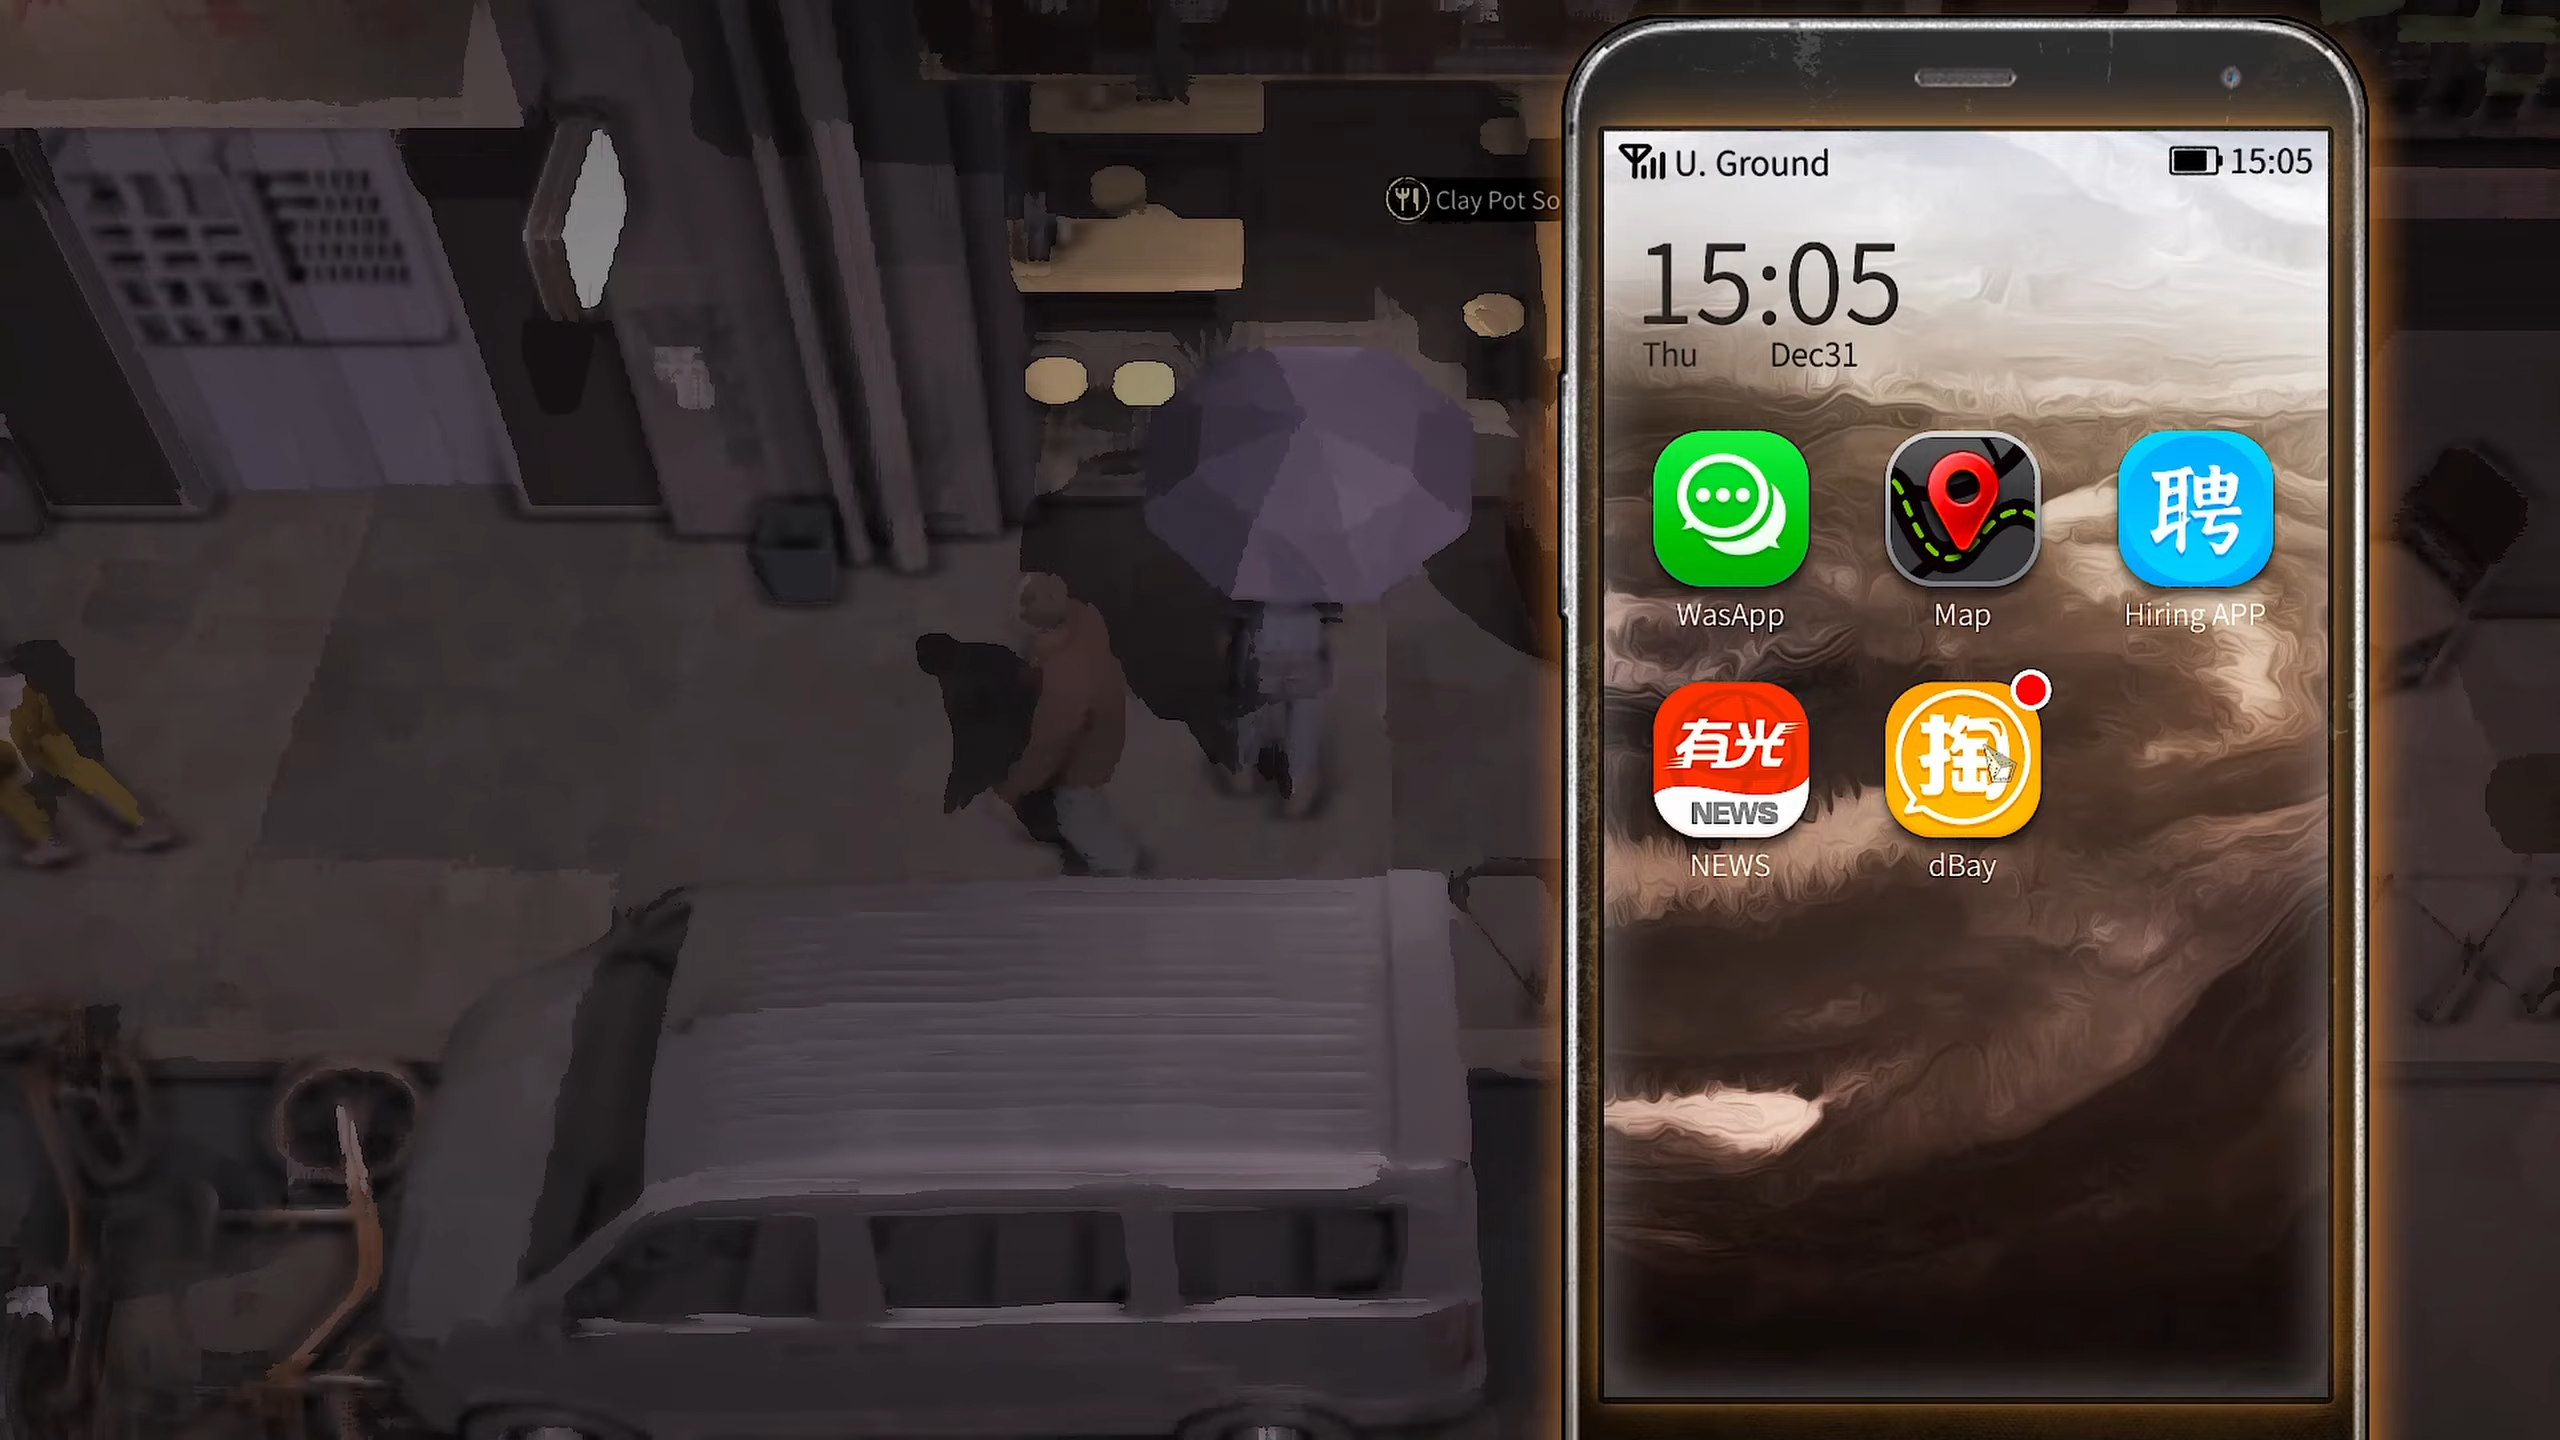 Clay Pot So
U. Ground
15:05
15:05
Thu Dec31
聘
WasApp
Map
Hiring APP
有光
NEWS
掏
NEWS
dBay